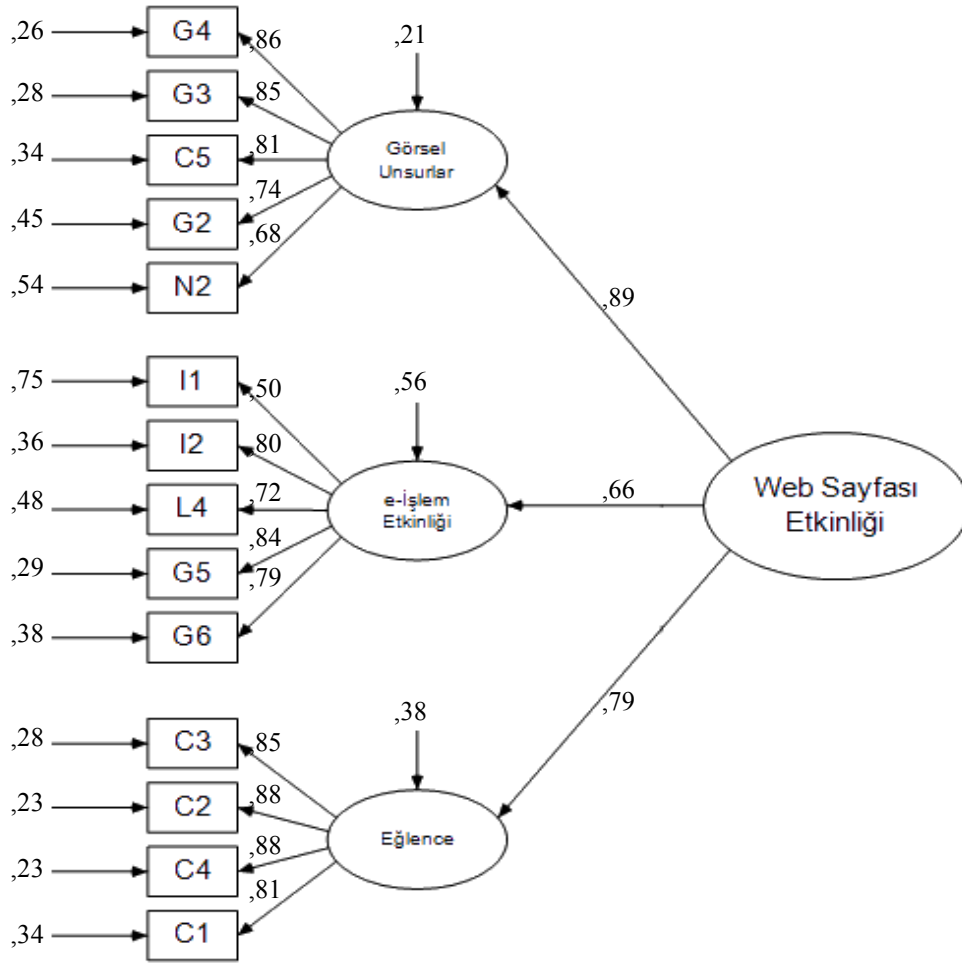 ,26 G4 ,86 ,21
,28 G3 ,85
,34 C5 ,81 Görsel
Unsurlar
,45 G2 ,74
,54 N2 ,68
,89
,75 I1 ,50 ,56
,36 I2 ,80
,48 L4 ,72 e-İşlem
Etkinliği
,66 Web Sayfası
Etkinliği
,29 G5 ,84
,38 G6 ,79
,79
,28 C3 ,85 ,38
,23 C2 ,88
Eğlence
,23 C4 ,88
,34 C1 ,81